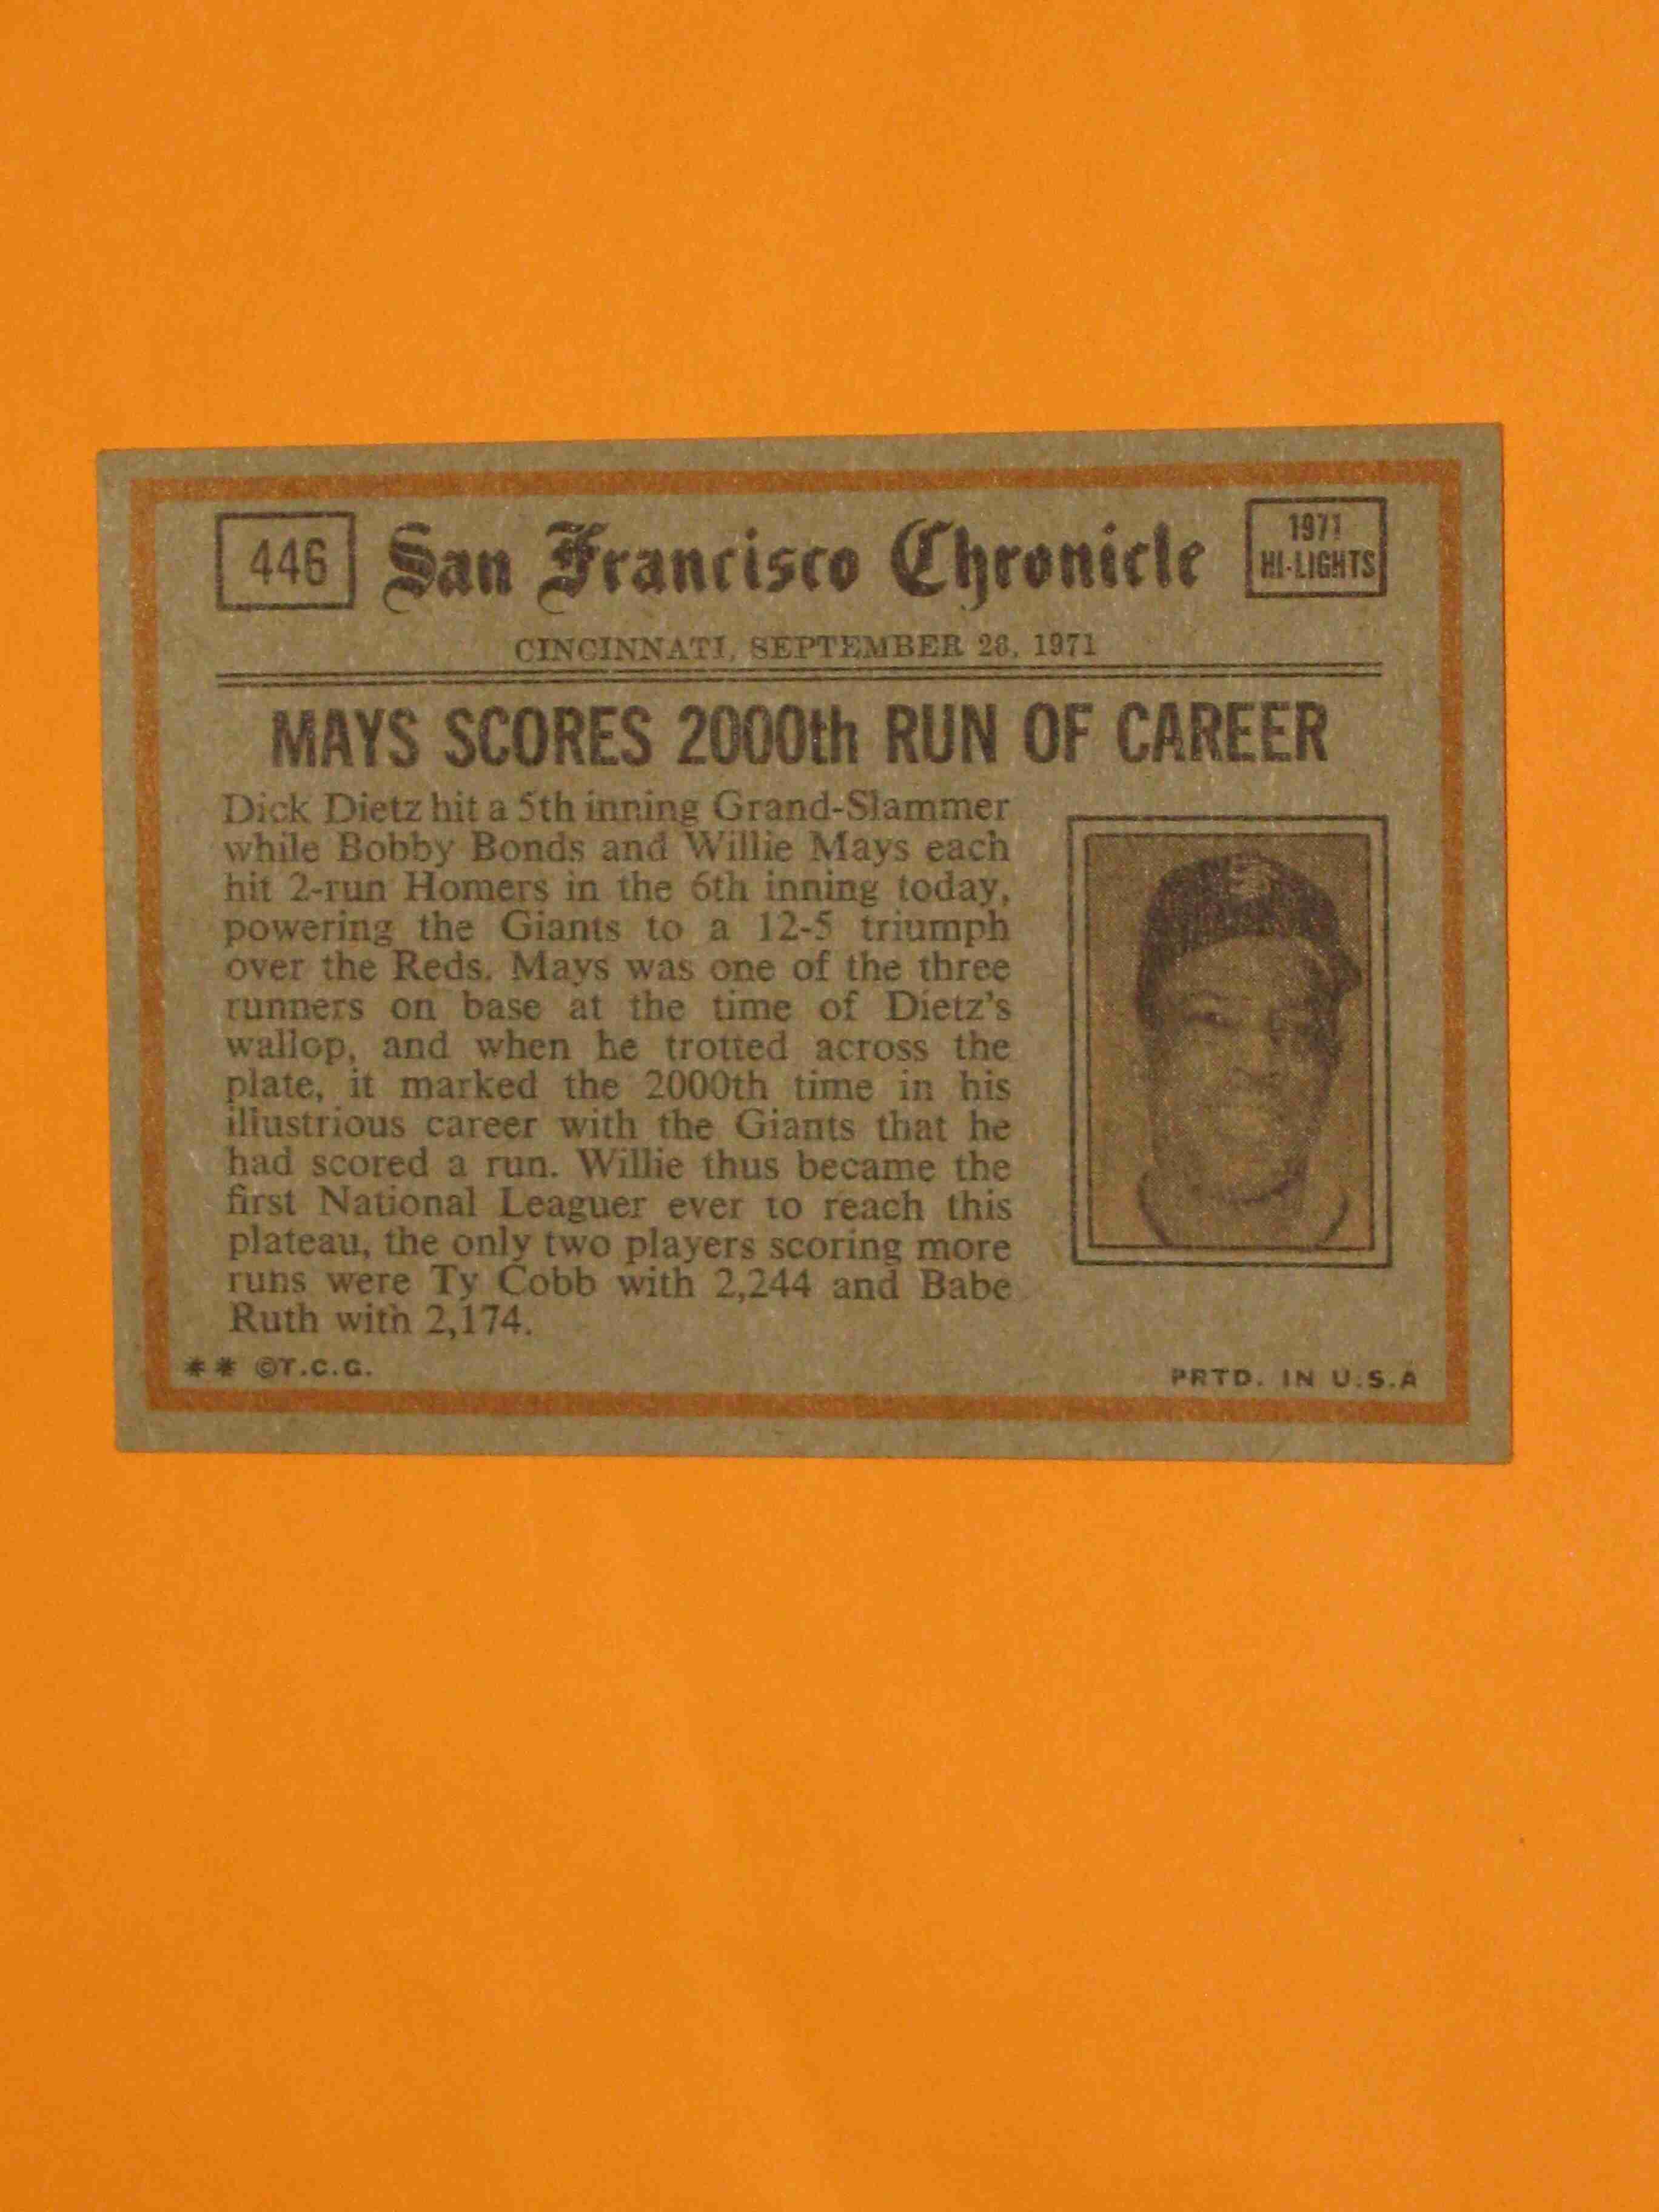 446
San Francisco Chronicle
1971
HI-LIGHTS
CINCINNATI, SEPTEMBER 28, 1971
MAYS SCORES 2000th RUN OF CAREER
Dick Dietz hit a 5th inning Grand-Slammer
while Bobby Bonds and Willie Mays each
hit 2-run Homers in the 6th inning today,
powering the Giants to a 12-5 triumph
over the Reds. Mays was one of the three
runners on base at the time of Dietz's
wallop, and when he trotted across the
plate, it marked the 2000th time in his
illustrious career with the Giants that he
had scored a run. Willie thus became the
first National Leaguer ever to reach this
plateau, the only two players scoring more
runs were Ty Cobb with 2,244 and Babe
Ruth with 2,174.
** ©T.C.G.
PRTD. IN U.S.A